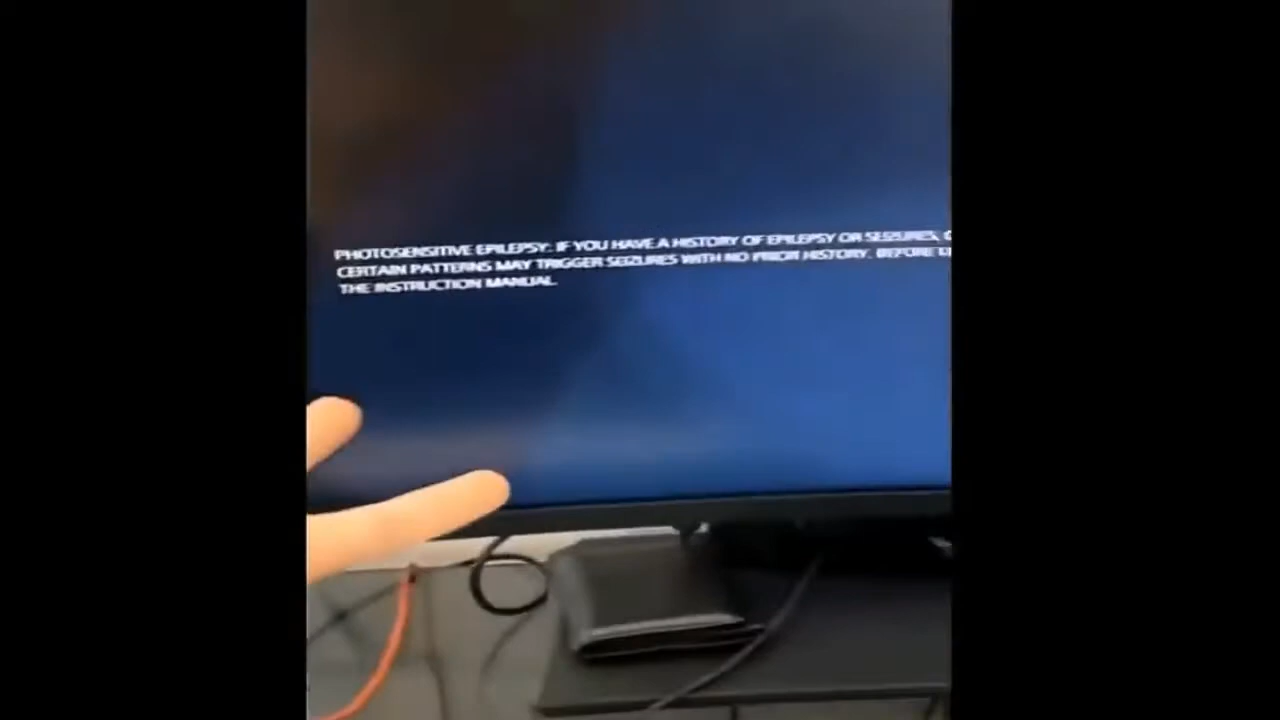 PHOTOSENSITIVE EPILEPSY: IF YOU HAVE A HISTORY OF EPILEPSY OR SEIZURES,
CERTAIN PATTERNS MAY TRIGGER SEIZURES WITH NO PRIOR HISTORY. BEFORE
THE INSTRUCTION MANUAL.